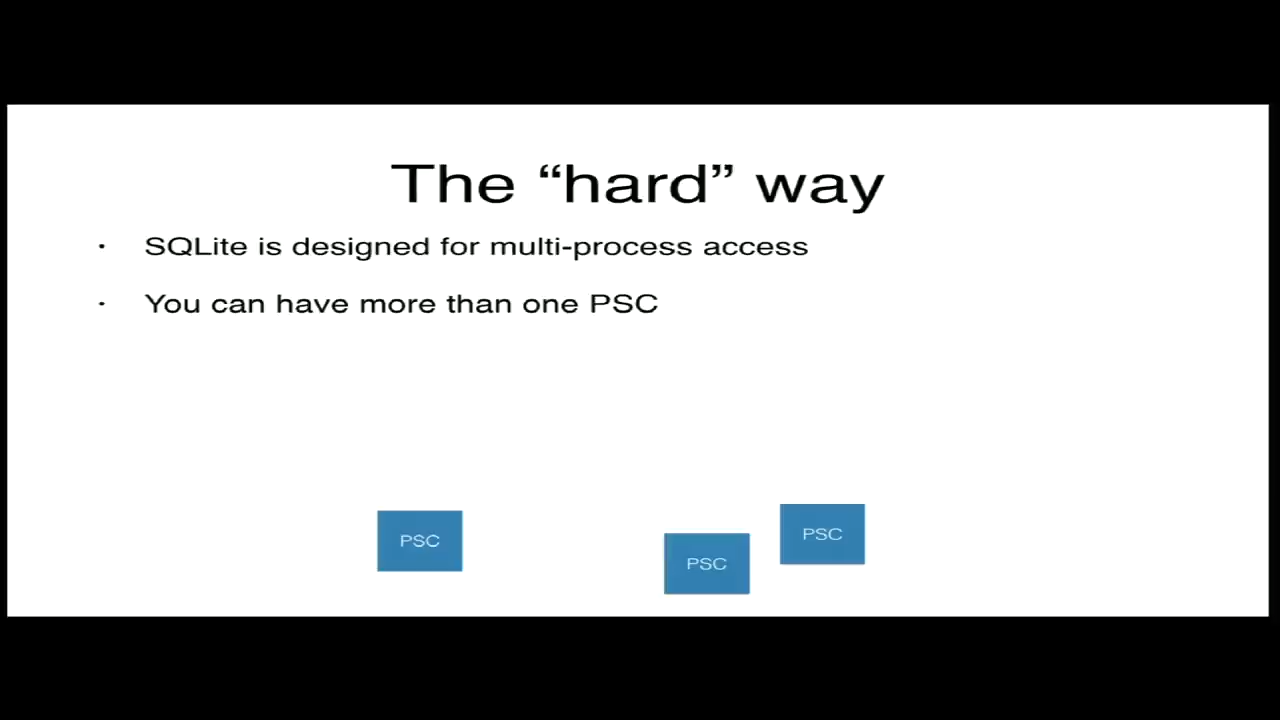 The “hard” way
· SQLite is designed for multi-process access
· You can have more than one PSC
PSC
PSC
PSC